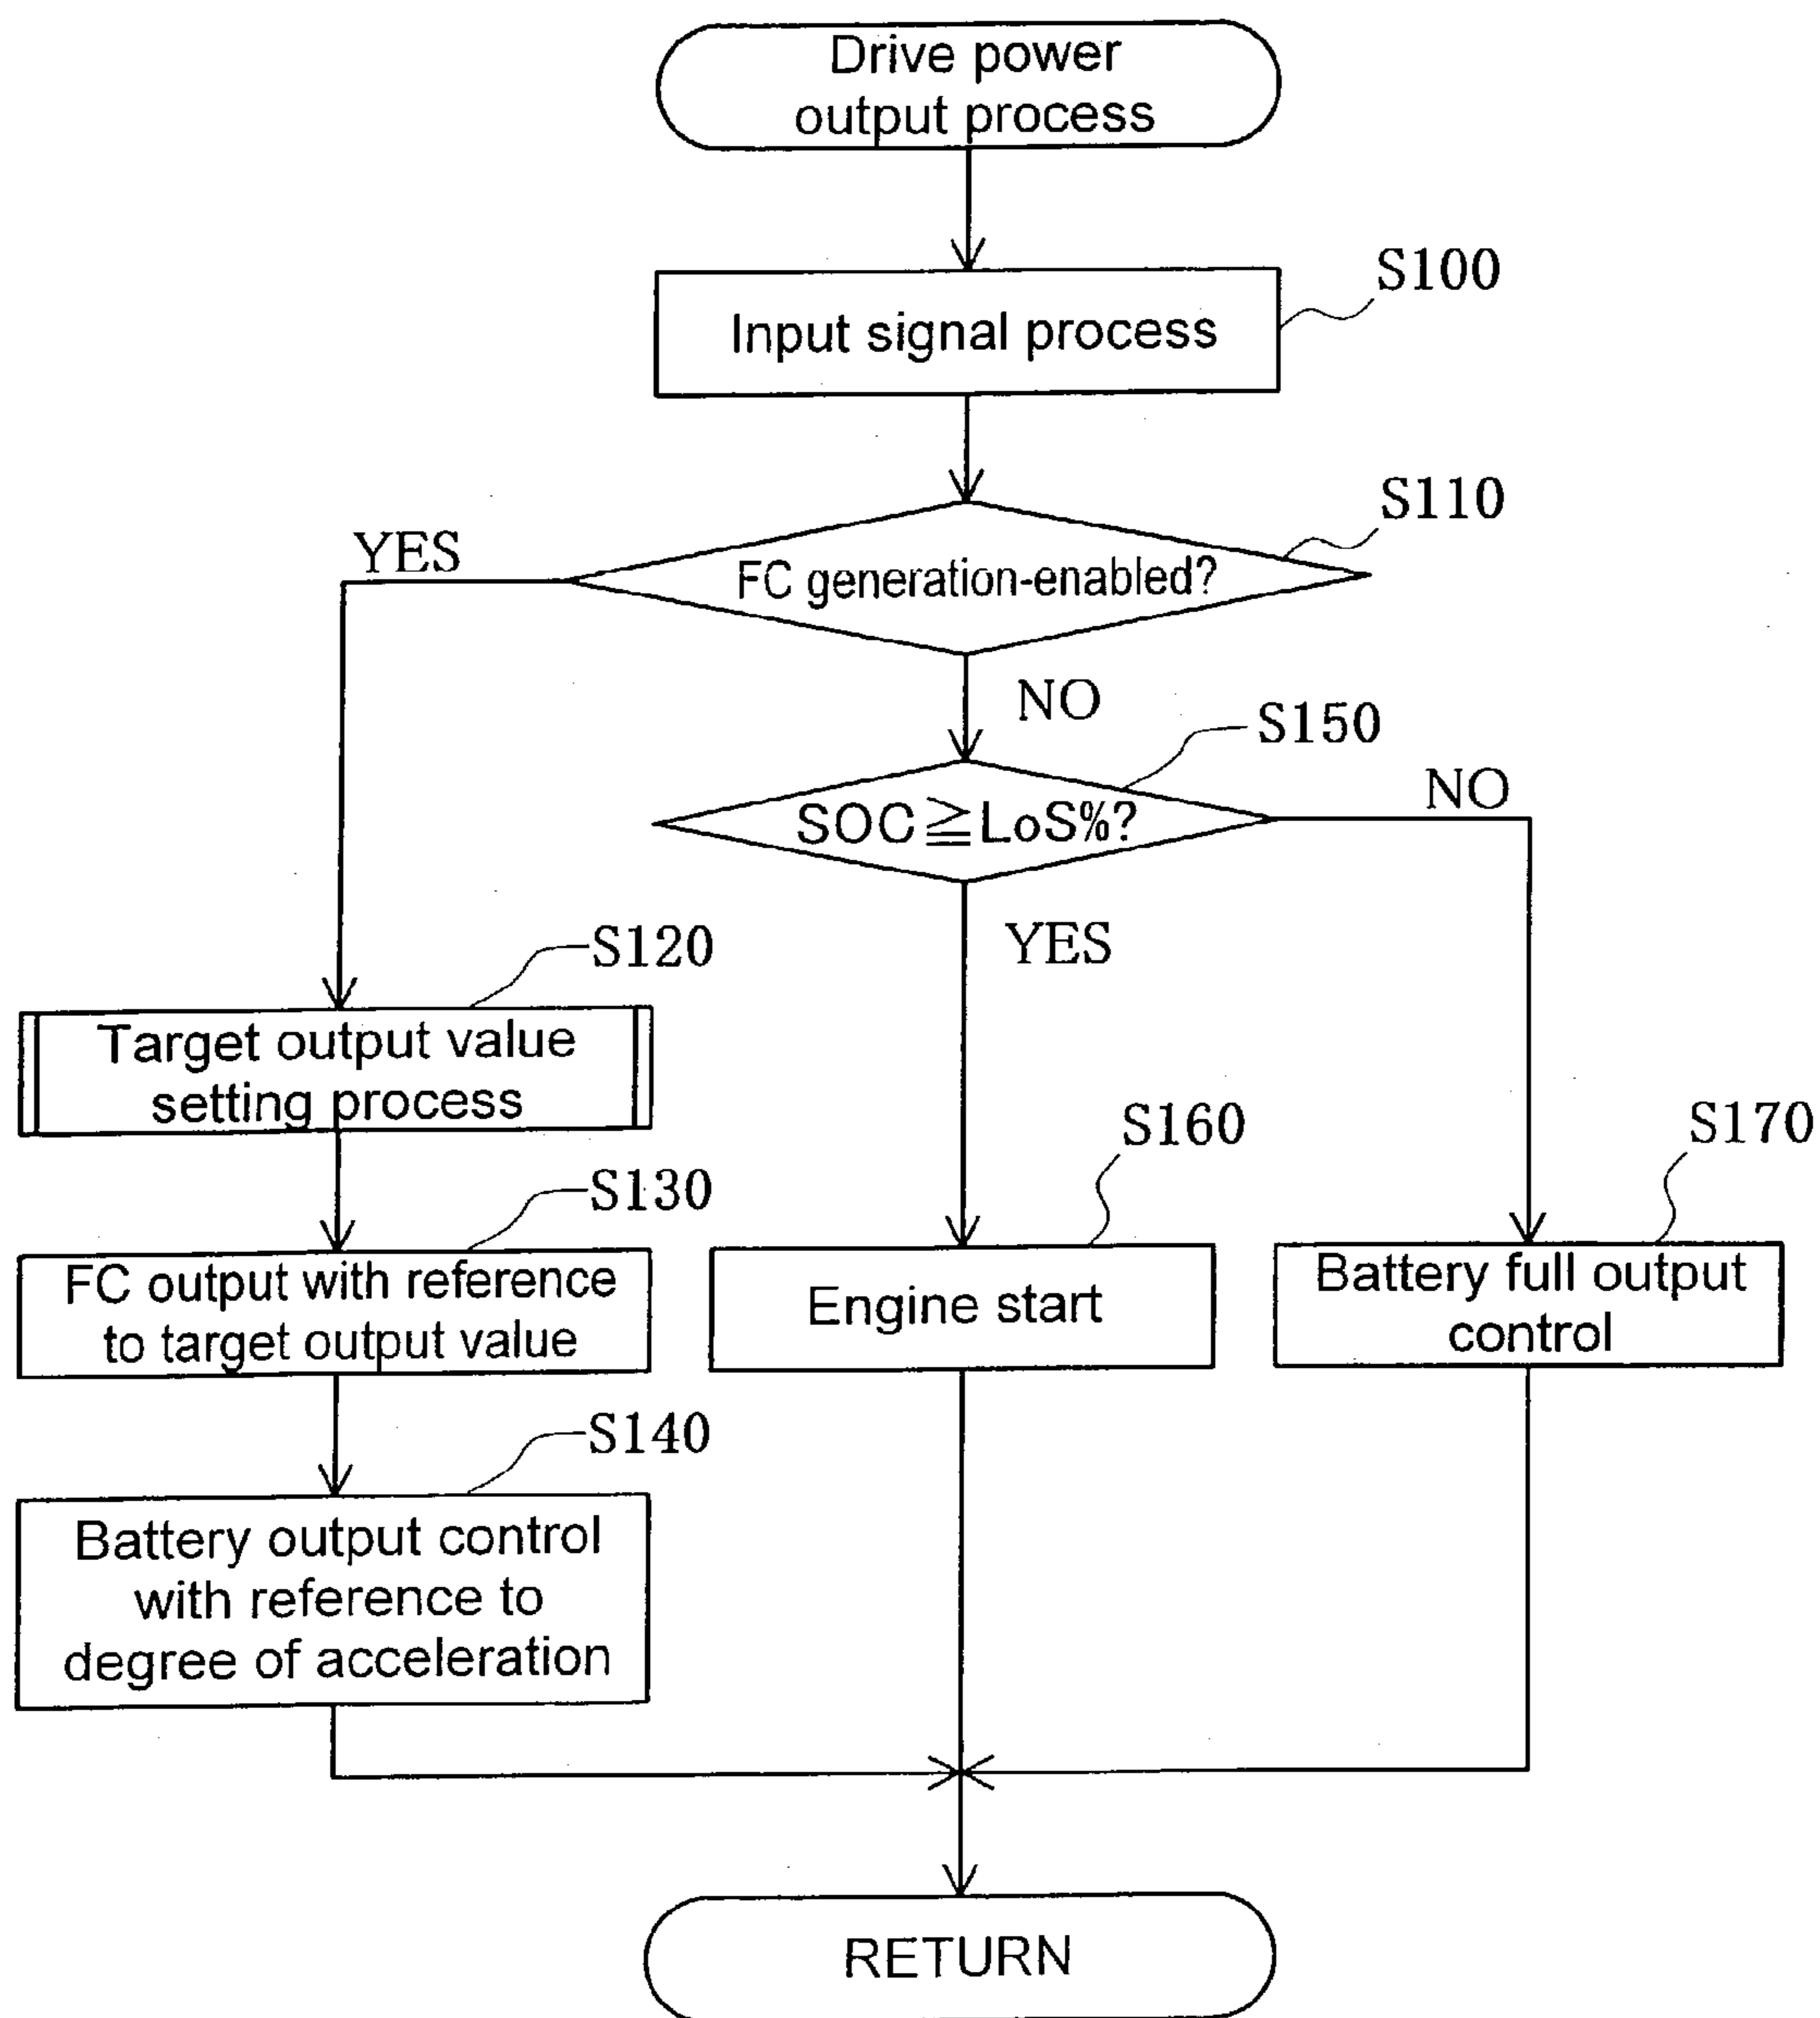 Drive power
output process
S100
Input signal process
S110
YES
FC generation-enabled?
NO
S150
NO
SOC≧LoS%?
YES
S120
Target output value
setting process
S160
S170
S130
FC output with reference
to target output value
Engine start
Battery full output
control
S140
Battery output control
with reference to
degree of acceleration
RETURN